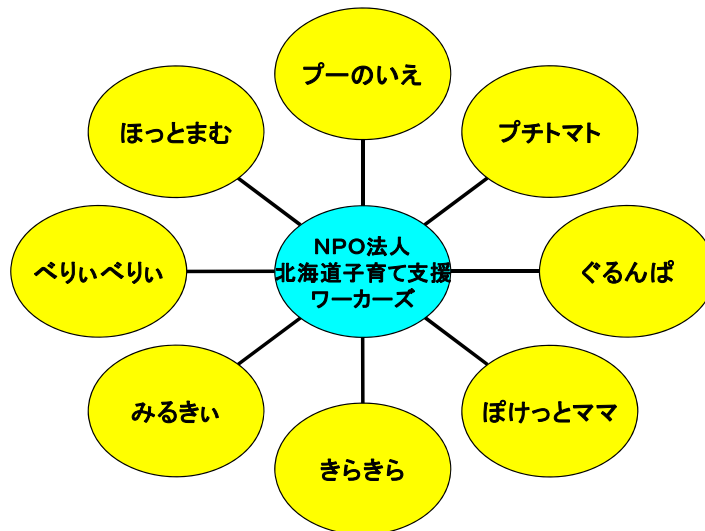 プーのいえ
ほっとまむ
プチトマト
NPO法人
北海道子育て支援
ワーカーズ
べりぃべりぃ
ぐるんぱ
みるきぃ
ぽけっとママ
きらきら